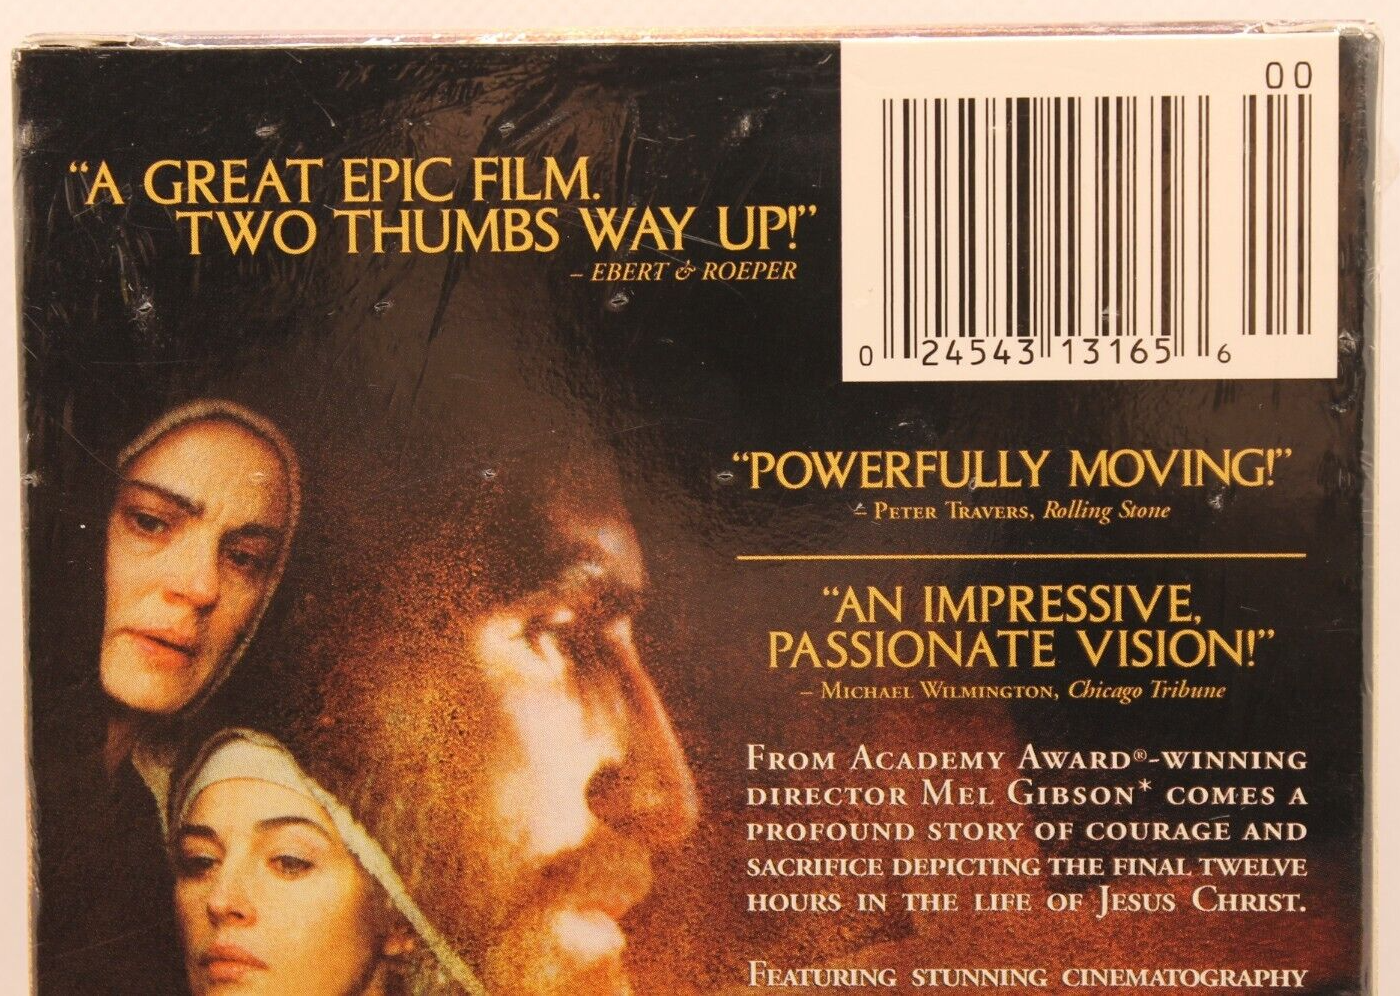 00
“A GREAT EPIC FILM.
TWO THUMBS WAY UP!”
– EBERT & ROEPER
0 24543 13165 6
“POWERFULLY MOVING!”
– PETER TRAVERS, Rolling Stone
“AN IMPRESSIVE,
PASSIONATE VISION!”
– MICHAEL WILMINGTON, Chicago Tribune
FROM ACADEMY AWARD®-WINNING
DIRECTOR MEL GIBSON* COMES A
PROFOUND STORY OF COURAGE AND
SACRIFICE DEPICTING THE FINAL TWELVE
HOURS IN THE LIFE OF JESUS CHRIST.
FEATURING STUNNING CINEMATOGRAPHY